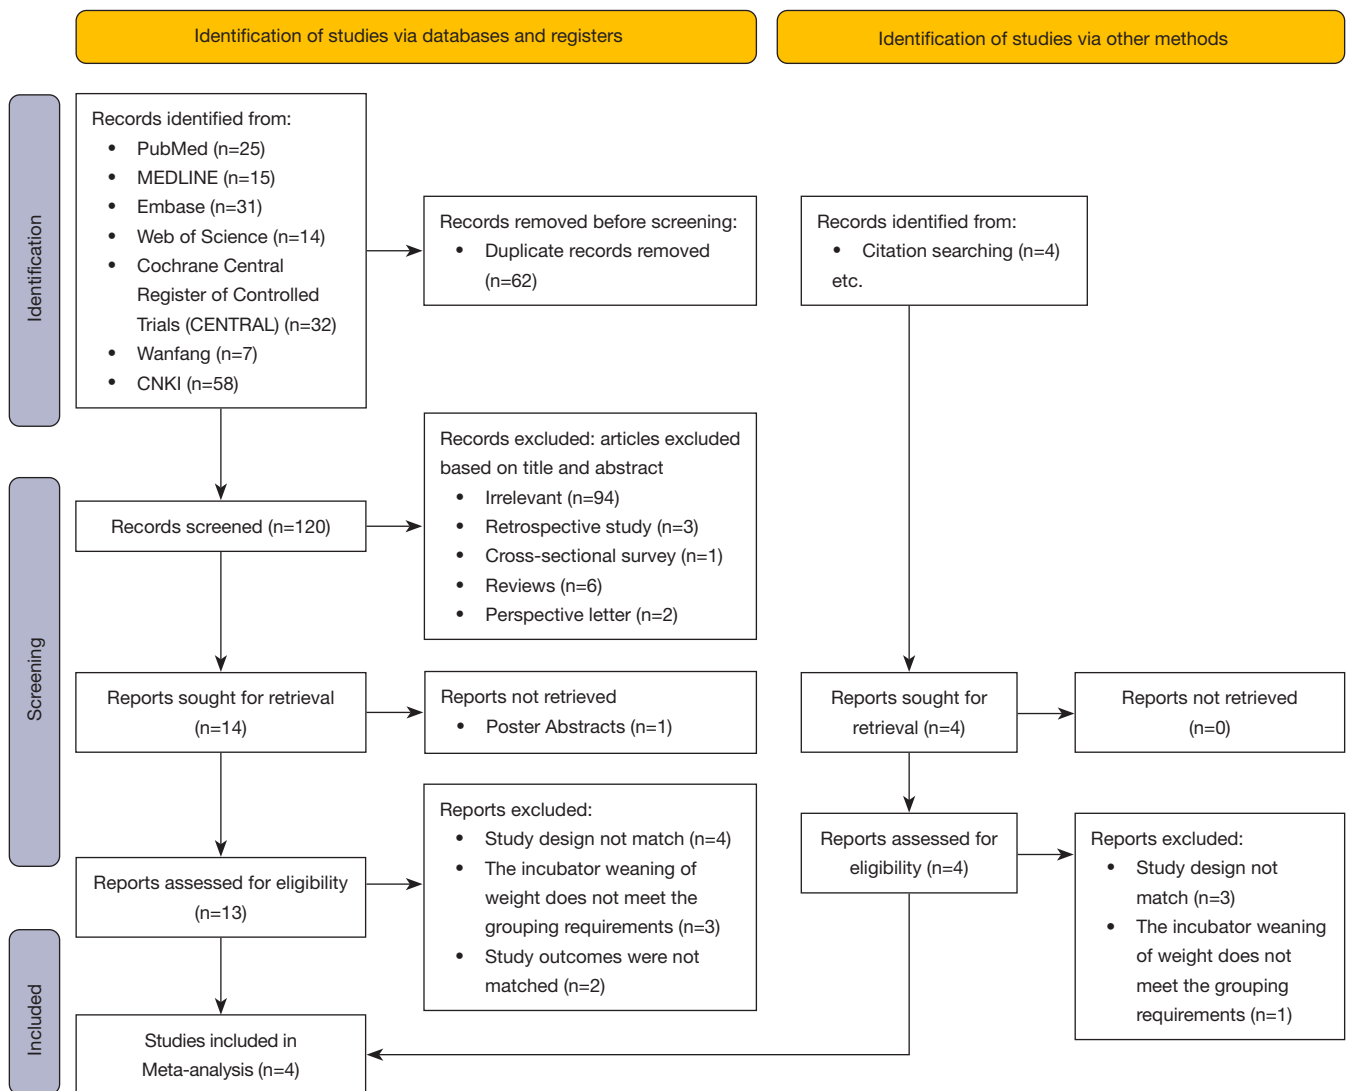 Identification of studies via databases and registers
Identification of studies via other methods
Identification
Records identified from:
• PubMed (n=25)
• MEDLINE (n=15)
• Embase (n=31)
• Web of Science (n=14)
• Cochrane Central
Register of Controlled
Trials (CENTRAL) (n=32)
• Wanfang (n=7)
• CNKI (n=58)
Records removed before screening:
• Duplicate records removed
(n=62)
Records identified from:
• Citation searching (n=4)
etc.
Screening
Records screened (n=120)
Records excluded: articles excluded
based on title and abstract
• Irrelevant (n=94)
• Retrospective study (n=3)
• Cross-sectional survey (n=1)
• Reviews (n=6)
• Perspective letter (n=2)
Reports sought for retrieval
(n=14)
Reports not retrieved
• Poster Abstracts (n=1)
Reports sought for
retrieval (n=4)
Reports not retrieved
(n=0)
Reports assessed for eligibility
(n=13)
Reports excluded:
• Study design not match (n=4)
• The incubator weaning of
weight does not meet the
grouping requirements (n=3)
• Study outcomes were not
matched (n=2)
Reports assessed for
eligibility (n=4)
Reports excluded:
• Study design not
match (n=3)
• The incubator weaning
of weight does not
meet the grouping
requirements (n=1)
Included
Studies included in
Meta-analysis (n=4)